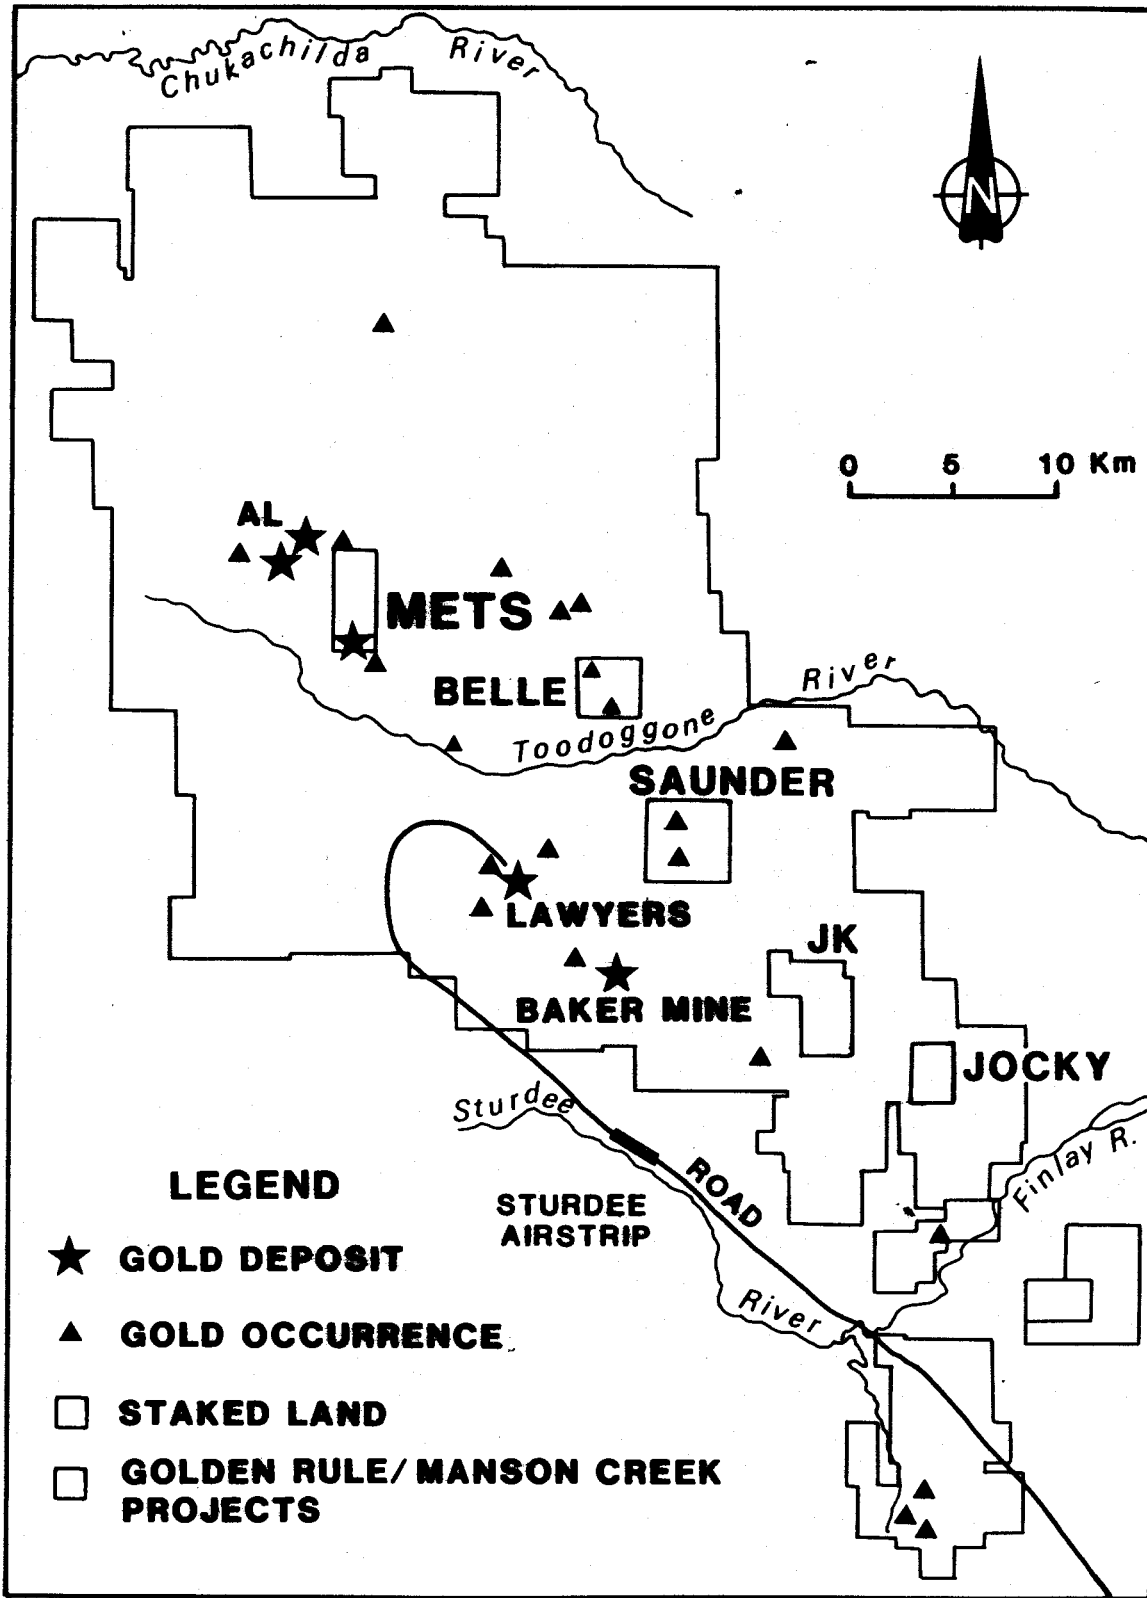 Chukachilda River
N
0 5 10 Km
AL
METS
BELLE
Toodoggone River
SAUNDER
LAWYERS
JK
BAKER MINE
JOCKY
Sturdee
Finlay R.
ROAD
LEGEND
STURDEE
AIRSTRIP
GOLD DEPOSIT
River
GOLD OCCURRENCE
STAKED LAND
GOLDEN RULE/MANSON CREEK
PROJECTS